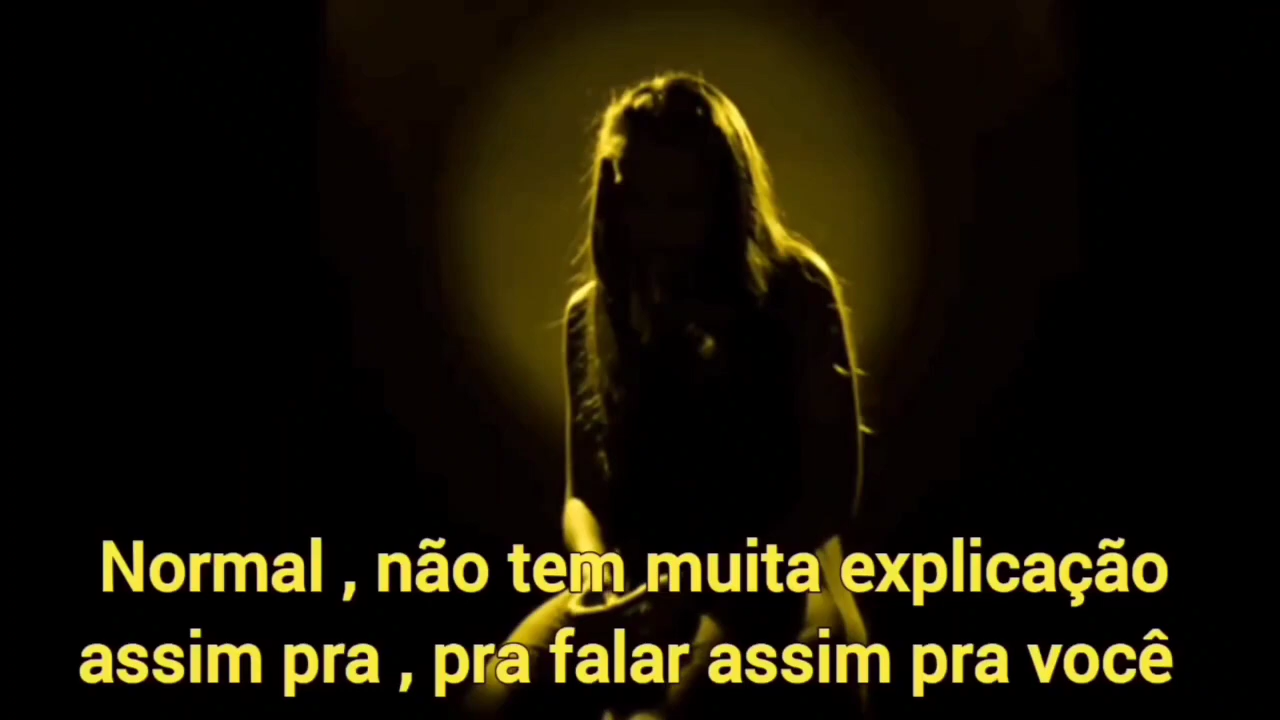 Normal , não tem muita explicação
assim pra , pra falar assim pra você